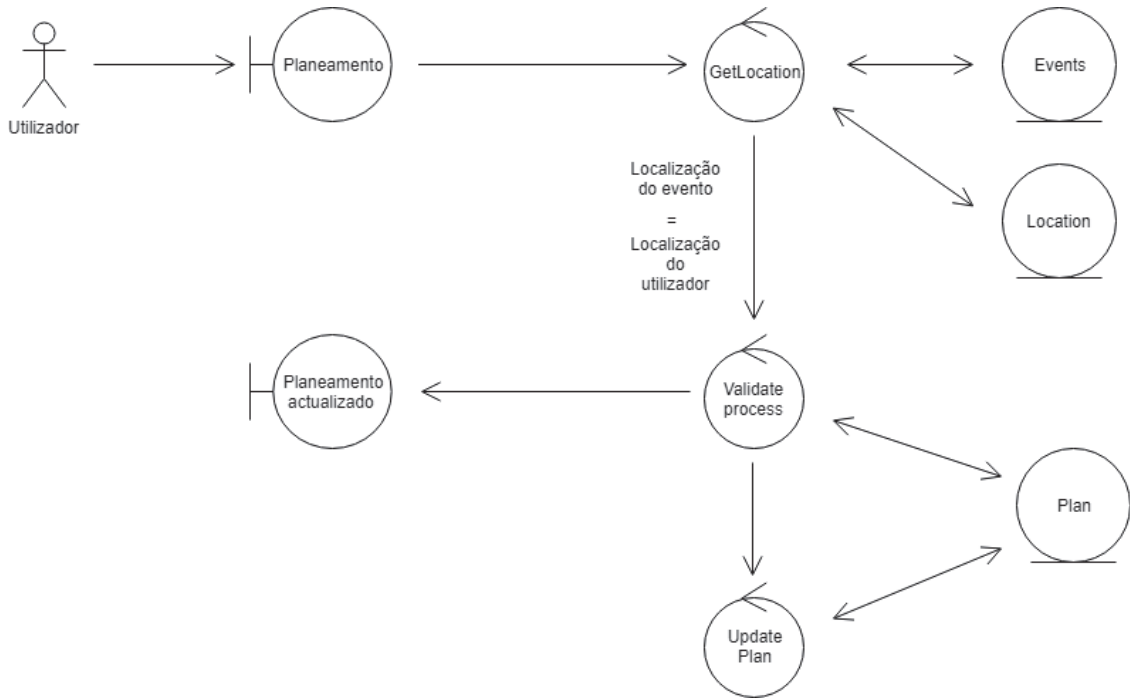 Utilizador
Planeamento
GetLocation
Events
Location
Localização
do evento
=
Localização
do
utilizador
Planeamento
actualizado
Validate
process
Plan
Update
Plan